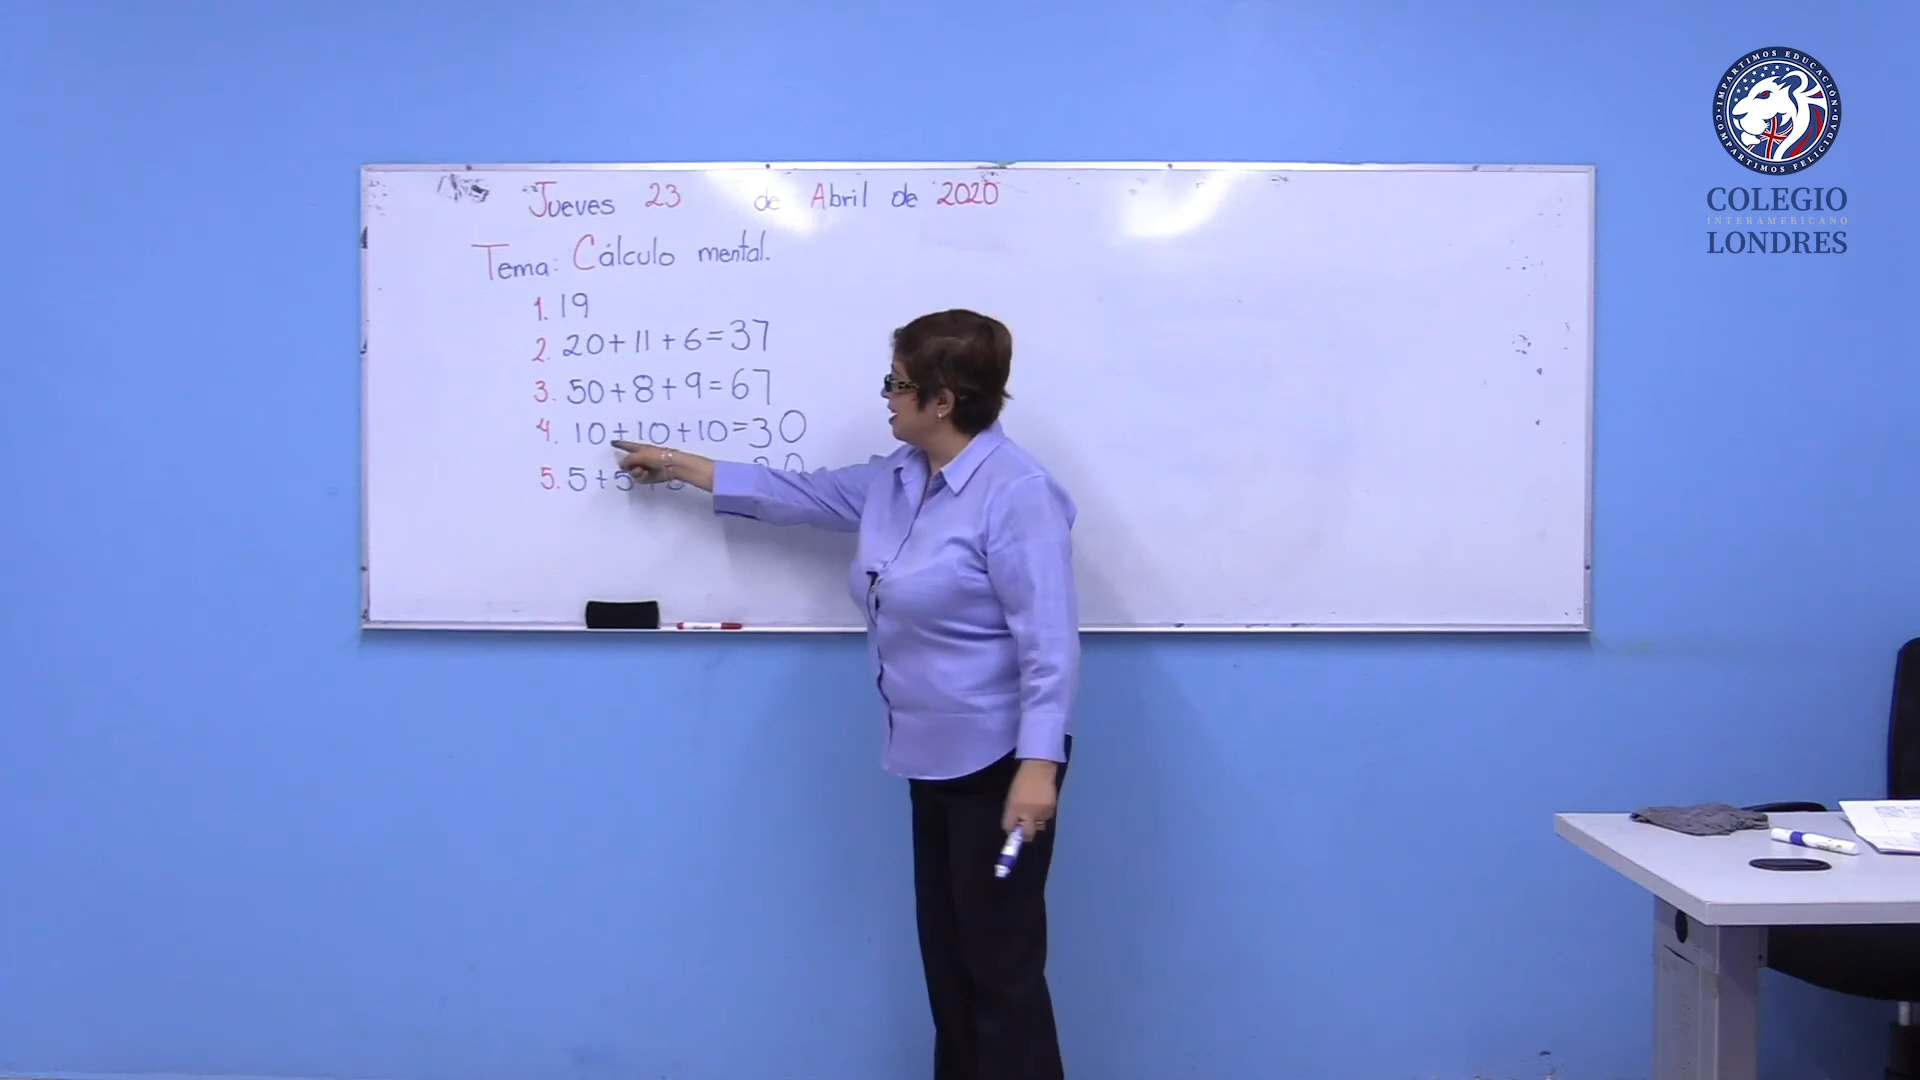 Jueves 23 de Abril de 2020
Tema: Cálculo mental.
1. 19
2. 20+11+6=37
3. 50+8+9=67
4. 10+10+10=30
5. 5+5+
IMPARTIMOS EDUCACIÓN
COMPARTIMOS FELICIDAD
COLEGIO
INTERAMERICANO
LONDRES